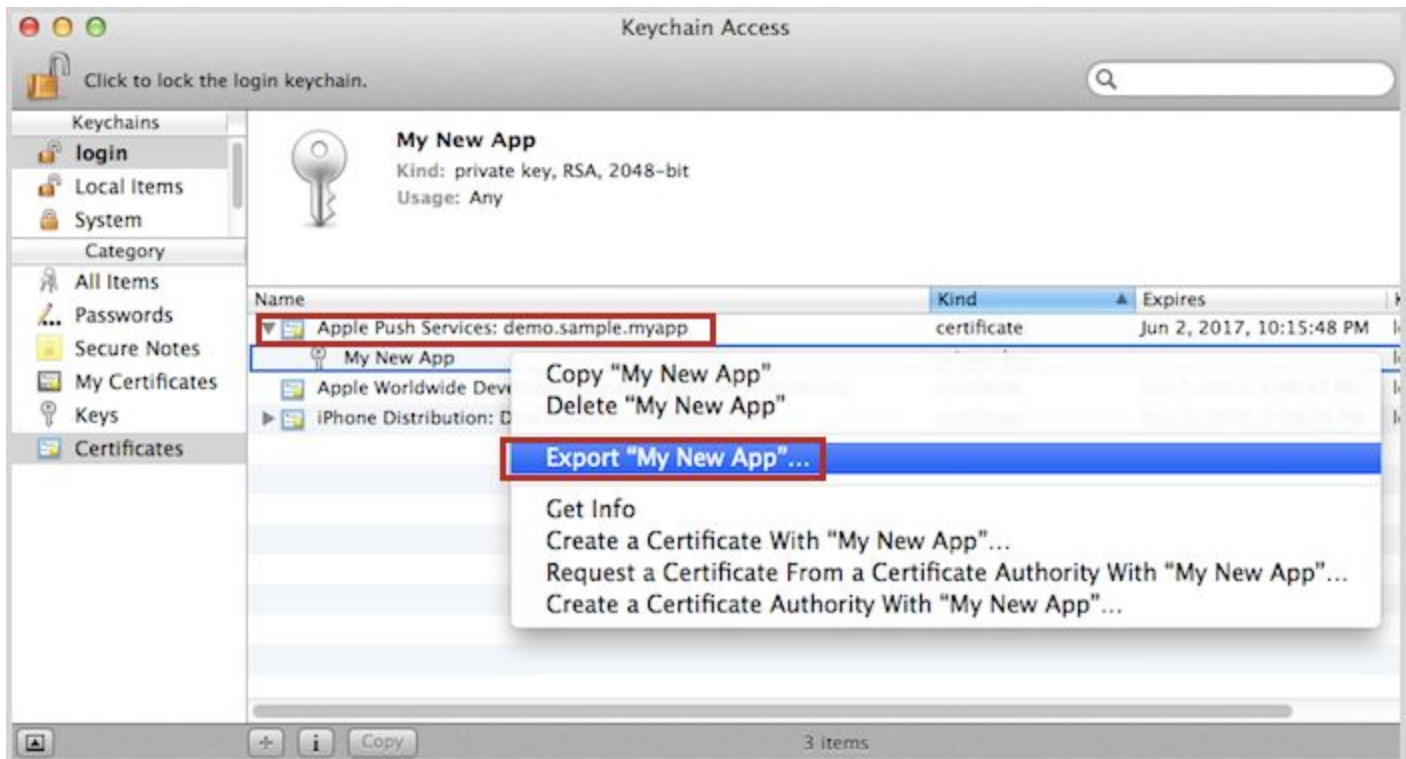 Keychain Access
Click to lock the login keychain.
Keychains
login
Local Items
System
Category
All Items
Passwords
Secure Notes
My Certificates
Keys
Certificates
My New App
Kind: private key, RSA, 2048-bit
Usage: Any
Name Kind Expires
Apple Push Services: demo.sample.myapp certificate Jun 2, 2017, 10:15:48 PM
My New App
Apple Worldwide Deve
iPhone Distribution: D
Copy “My New App”
Delete “My New App”
Export “My New App”...
Get Info
Create a Certificate With “My New App”...
Request a Certificate From a Certificate Authority With “My New App”...
Create a Certificate Authority With “My New App”...
Copy
3 items